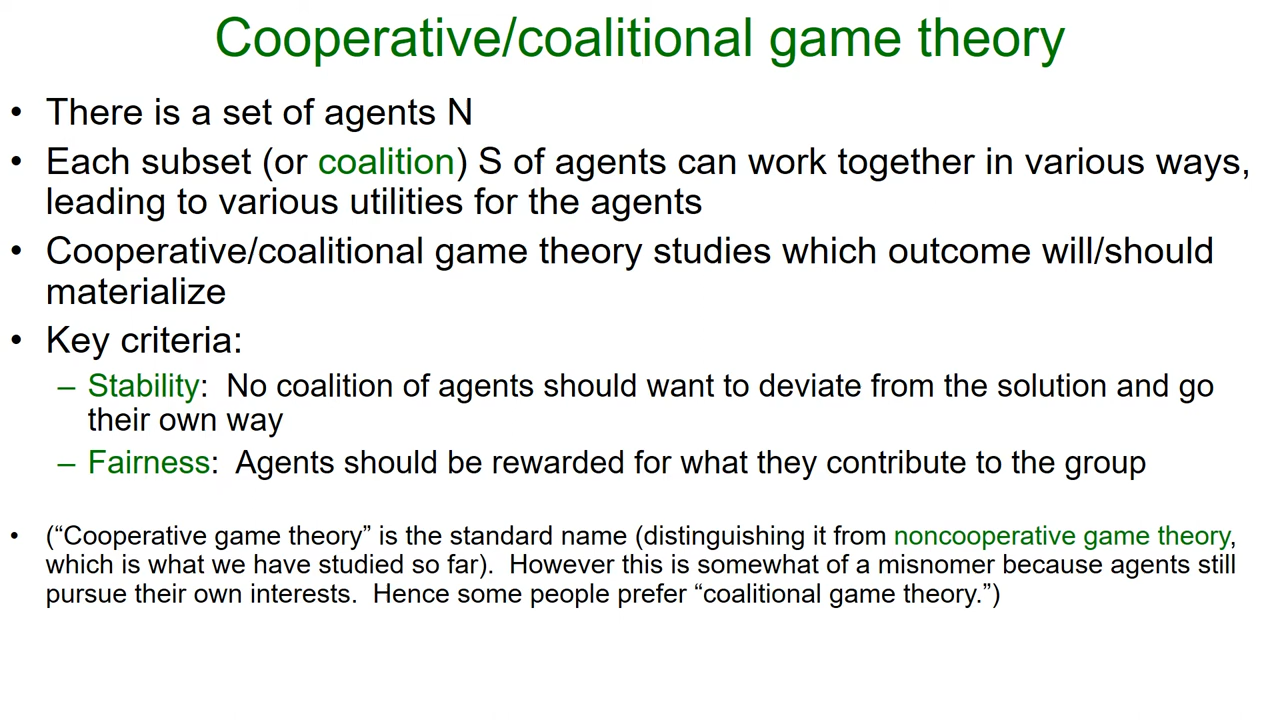 Cooperative/coalitional game theory
• There is a set of agents N
• Each subset (or coalition) S of agents can work together in various ways,
leading to various utilities for the agents
• Cooperative/coalitional game theory studies which outcome will/should
materialize
• Key criteria:
– Stability:  No coalition of agents should want to deviate from the solution and go
their own way
– Fairness:  Agents should be rewarded for what they contribute to the group
• (“Cooperative game theory” is the standard name (distinguishing it from noncooperative game theory,
which is what we have studied so far).  However this is somewhat of a misnomer because agents still
pursue their own interests.  Hence some people prefer “coalitional game theory.”)